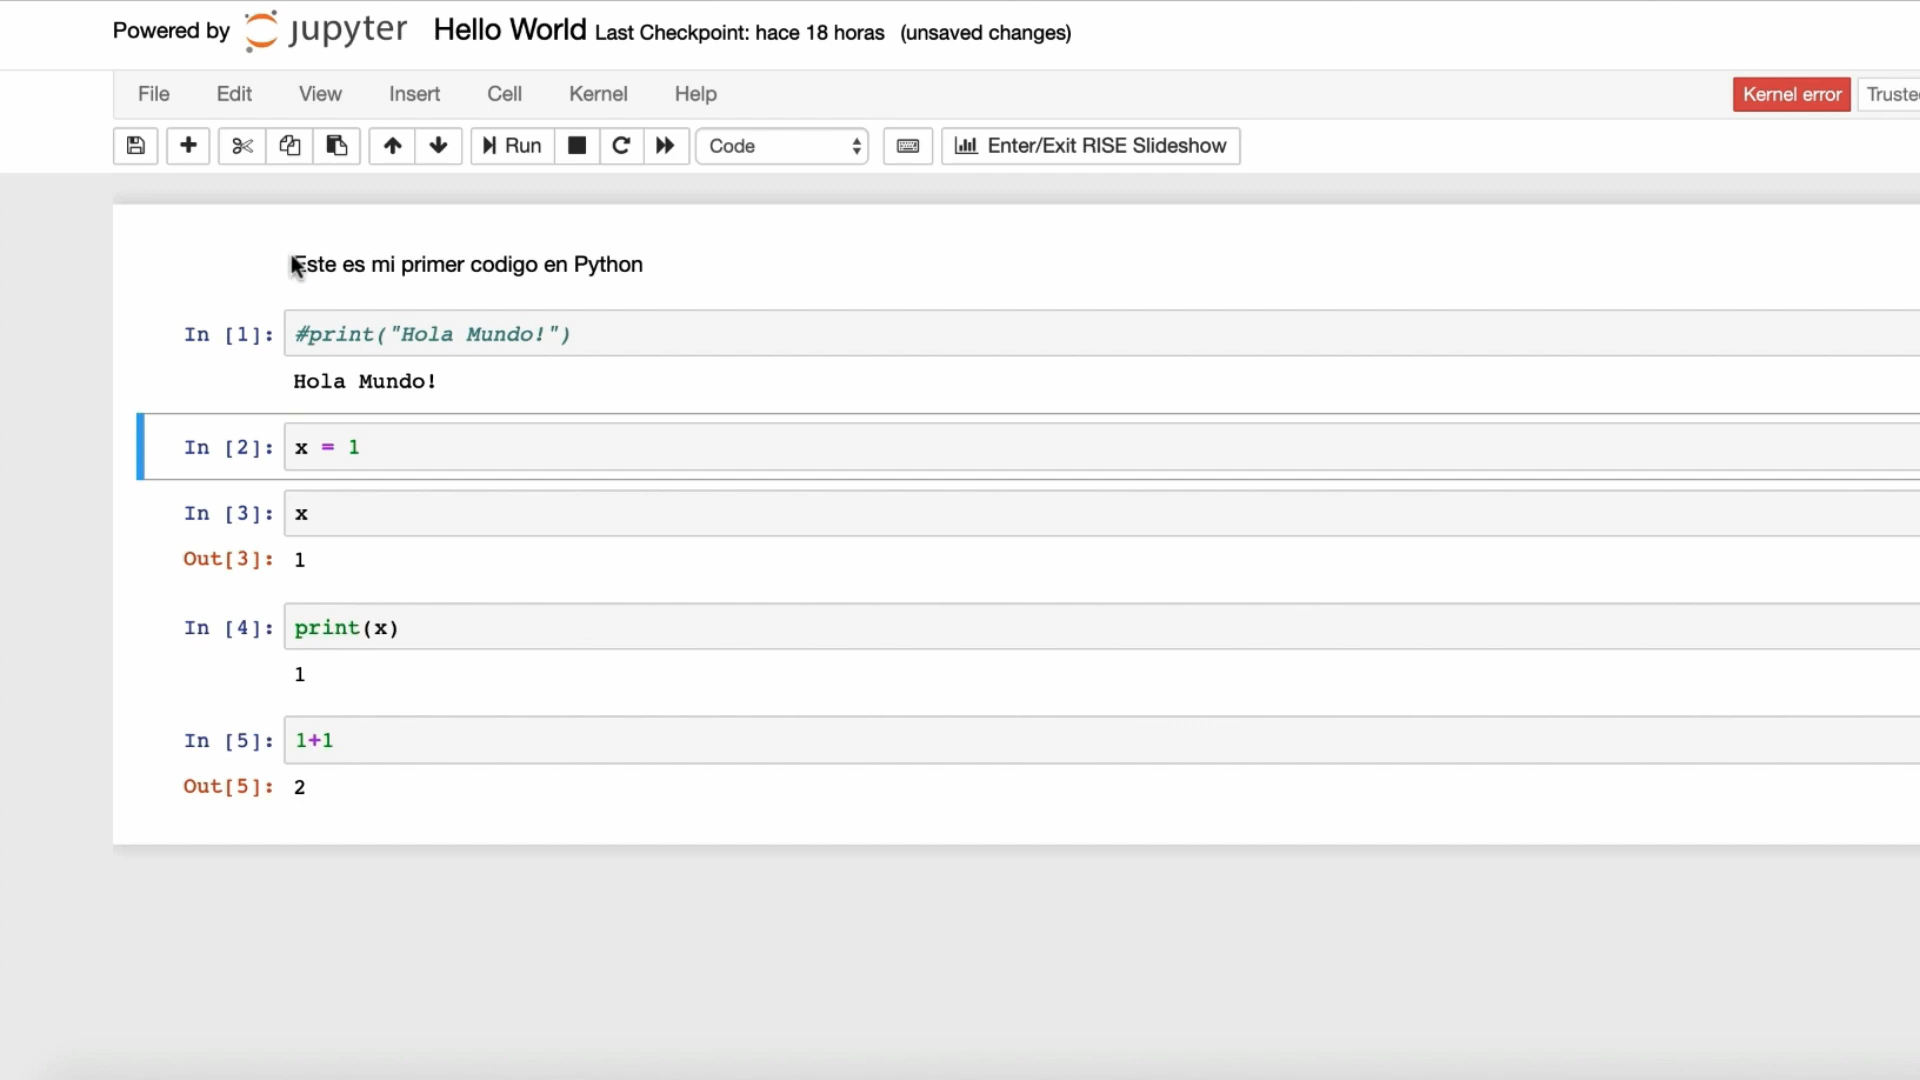 Powered by jupyter Hello World Last Checkpoint: hace 18 horas (unsaved changes)
File Edit View Insert Cell Kernel Help Kernel error Truste
Run Code Enter/Exit RISE Slideshow
Este es mi primer codigo en Python
In [1]: #print("Hola Mundo!")
Hola Mundo!
In [2]: x = 1
In [3]: x
Out[3]: 1
In [4]: print(x)
1
In [5]: 1+1
Out[5]: 2